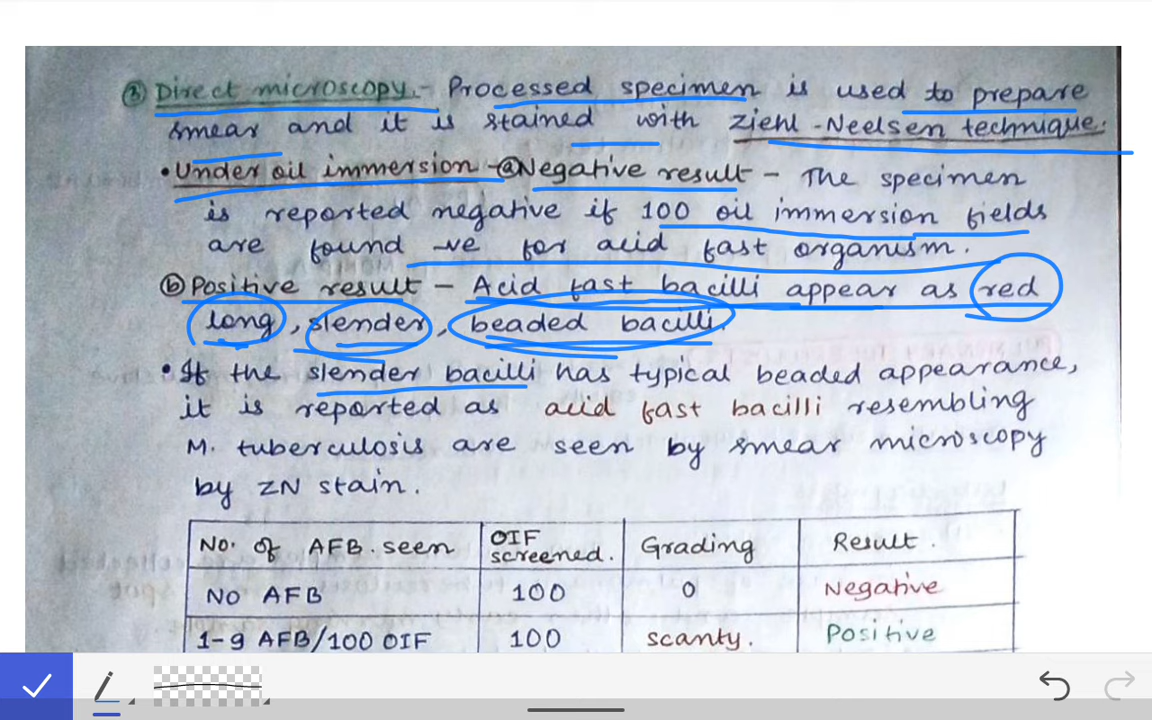 ② Direct microscopy - Processed specimen is used to prepare
smear and it is stained with Ziehl-Neelsen technique.
• Under oil immersion - ⓐ Negative result - The specimen
is reported negative if 100 oil immersion fields
are found -ve for acid fast organism.
ⓑ Positive result - Acid fast bacilli appear as red
long, slender, beaded bacilli.
• If the slender bacilli has typical beaded appearance,
it is reported as acid fast bacilli resembling
M. tuberculosis are seen by smear microscopy
by ZN stain.
No. of AFB seen OIF screened. Grading Result.
No AFB 100 0 Negative
1-9 AFB/100 OIF 100 scanty. Positive